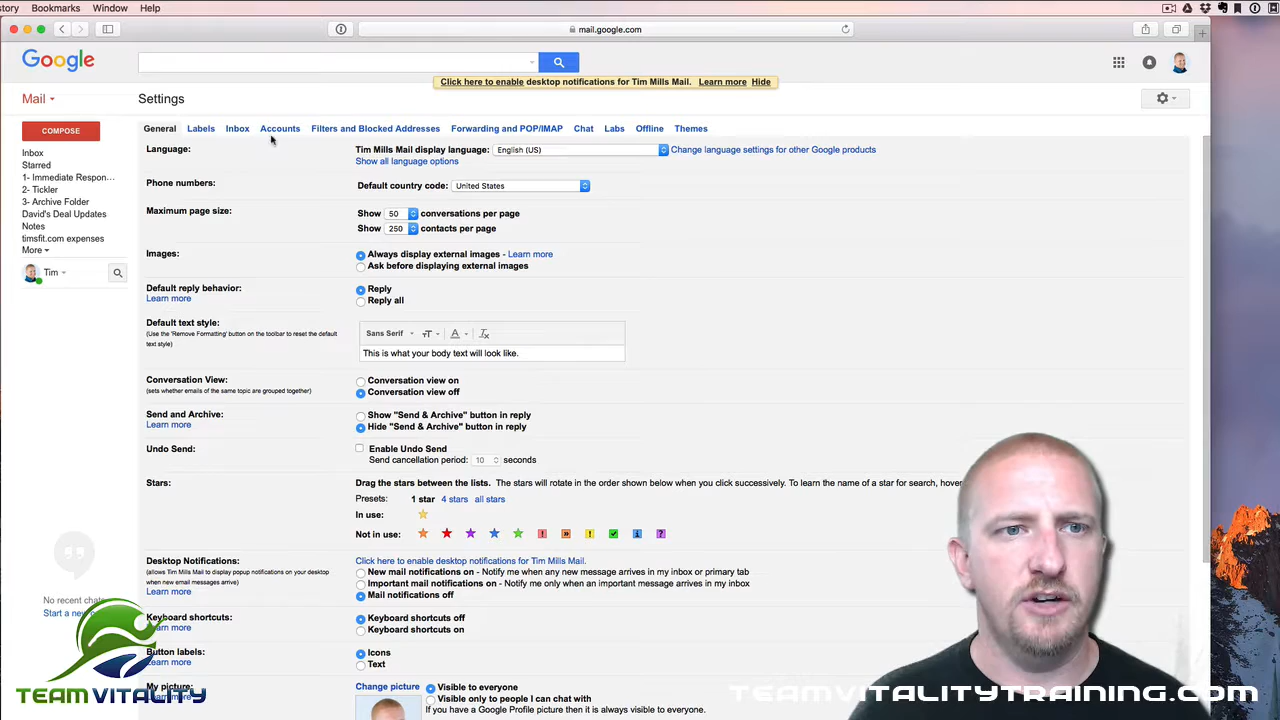 story Bookmarks Window Help
mail.google.com
Google
Click here to enable desktop notifications for Tim Mills Mail. Learn more Hide
Mail
Settings
General Labels Inbox Accounts Filters and Blocked Addresses Forwarding and POP/IMAP Chat Labs Offline Themes
COMPOSE
Inbox
Starred
1- Immediate Respon...
2- Tickler
3- Archive Folder
David's Deal Updates
Notes
timsfit.com expenses
More
Tim
Language:
Tim Mills Mail display language: English (US) Change language settings for other Google products
Show all language options
Phone numbers:
Default country code: United States
Maximum page size:
Show 50 conversations per page
Show 250 contacts per page
Images:
Always display external images - Learn more
Ask before displaying external images
Default reply behavior:
Learn more
Reply
Reply all
Default text style:
(Use the 'Remove Formatting' button on the toolbar to reset the default
text style)
Sans Serif
This is what your body text will look like.
Conversation View:
(sets whether emails of the same topic are grouped together)
Conversation view on
Conversation view off
Send and Archive:
Learn more
Show "Send & Archive" button in reply
Hide "Send & Archive" button in reply
Undo Send:
Enable Undo Send
Send cancellation period: 10 seconds
Stars:
Drag the stars between the lists. The stars will rotate in the order shown below when you click successively. To learn the name of a star for search, hover
Presets: 1 star 4 stars all stars
In use:
Not in use:
Desktop Notifications:
(allows Tim Mills Mail to display popup notifications on your desktop
when new email messages arrive)
Learn more
Click here to enable desktop notifications for Tim Mills Mail.
New mail notifications on - Notify me when any new message arrives in my inbox or primary tab
Important mail notifications on - Notify me only when an important message arrives in my inbox
Mail notifications off
No recent chats
Start a new
Keyboard shortcuts:
Learn more
Keyboard shortcuts off
Keyboard shortcuts on
Button labels:
Learn more
Icons
Text
My picture:
Learn more
Change picture
Visible to everyone
Visible only to people I can chat with
If you have a Google Profile picture then it is always visible to everyone.
TEAM VITALITY
TEAMVITALITYTRAINING.COM